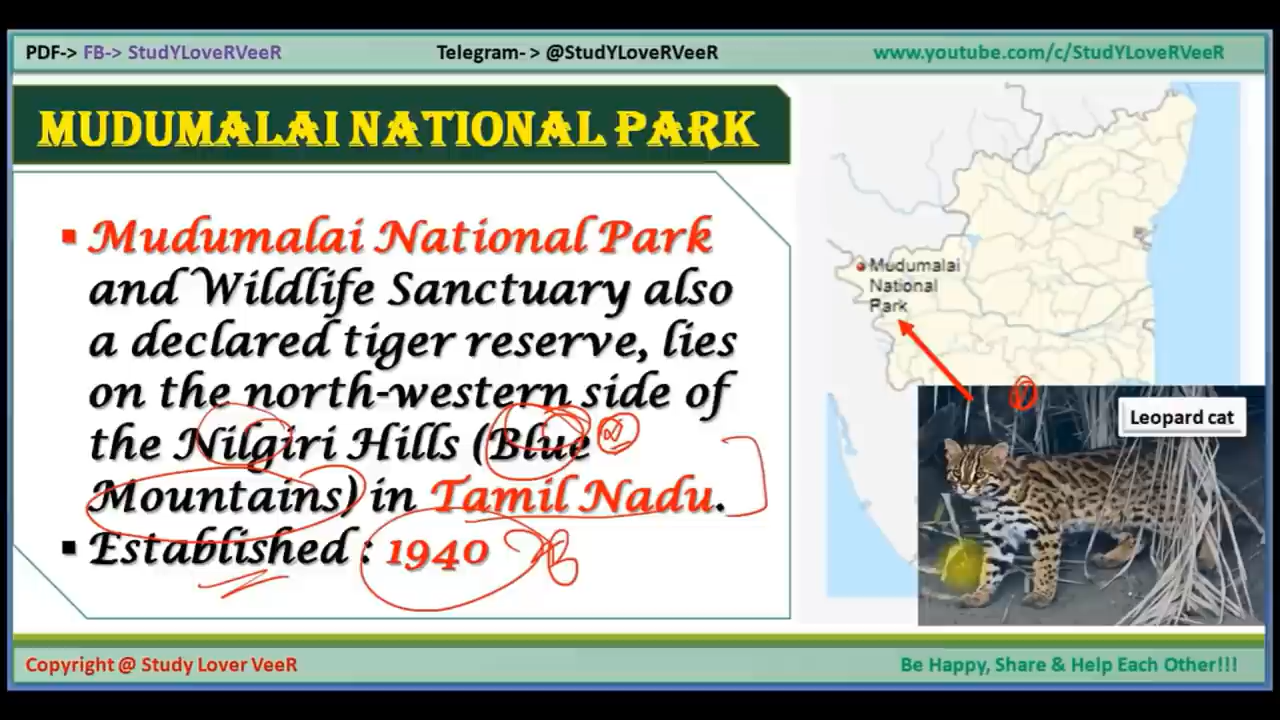 PDF-> FB-> StudYLoveRVeeR
Telegram- > @StudYLoveRVeeR
www.youtube.com/c/StudYLoveRVeeR
MUDUMALAI NATIONAL PARK
▪ Mudumalai National Park
and Wildlife Sanctuary also
a declared tiger reserve, lies
on the north-western side of
the Nilgiri Hills (Blue
Mountains) in Tamil Nadu.
▪ Established : 1940
Mudumalai
National
Park
Leopard cat
Copyright @ Study Lover VeeR
Be Happy, Share & Help Each Other!!!